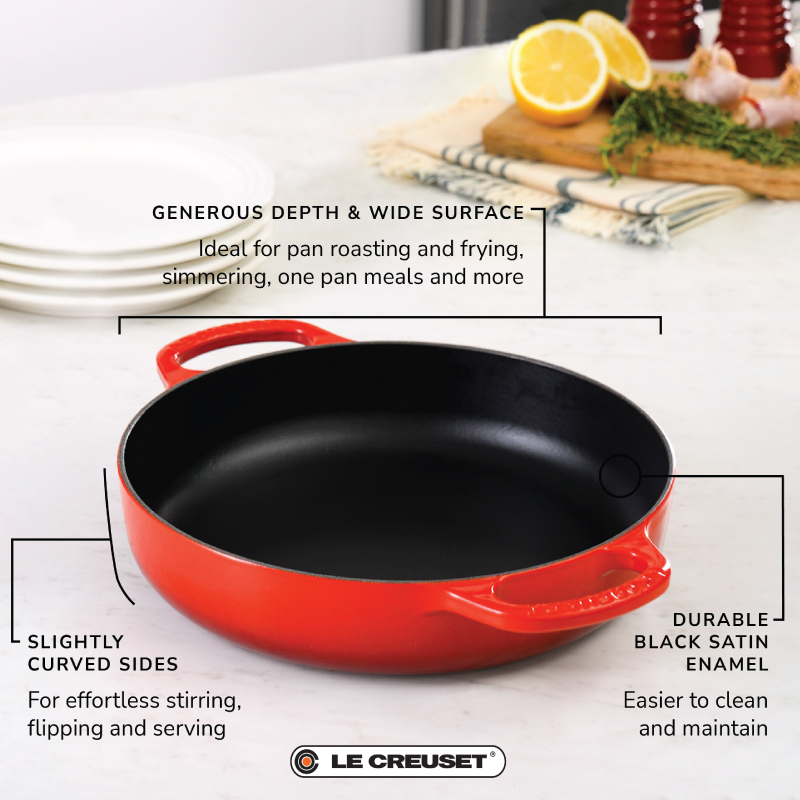 GENEROUS DEPTH & WIDE SURFACE
Ideal for pan roasting and frying,
simmering, one pan meals and more
SLIGHTLY
CURVED SIDES
For effortless stirring,
flipping and serving
DURABLE
BLACK SATIN
ENAMEL
Easier to clean
and maintain
LE CREUSET®